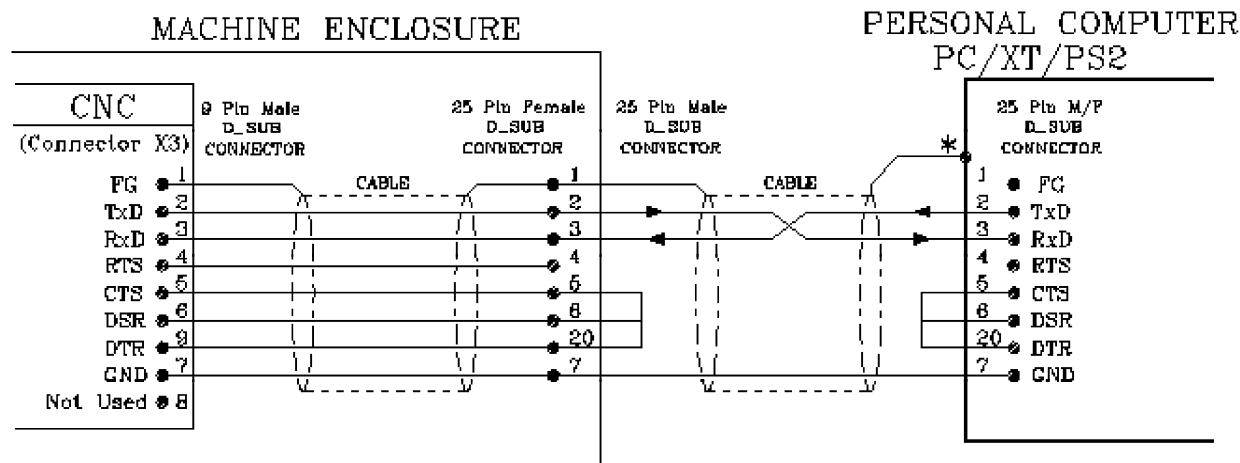 MACHINE ENCLOSURE
PERSONAL COMPUTER
PC/XT/PS2
CNC
(Connector X3)
9 Pin Male
D_SUB
CONNECTOR
25 Pin Female
D_SUB
CONNECTOR
25 Pin Male
D_SUB
CONNECTOR
25 Pin M/F
D_SUB
CONNECTOR
*
FG 1 CABLE 1 CABLE 1 FG
TxD 2 2 2 TxD
RxD 3 3 3 RxD
RTS 4 4 4 RTS
CTS 5 5 5 CTS
DSR 6 6 6 DSR
DTR 9 20 20 DTR
GND 7 7 7 GND
Not Used 8